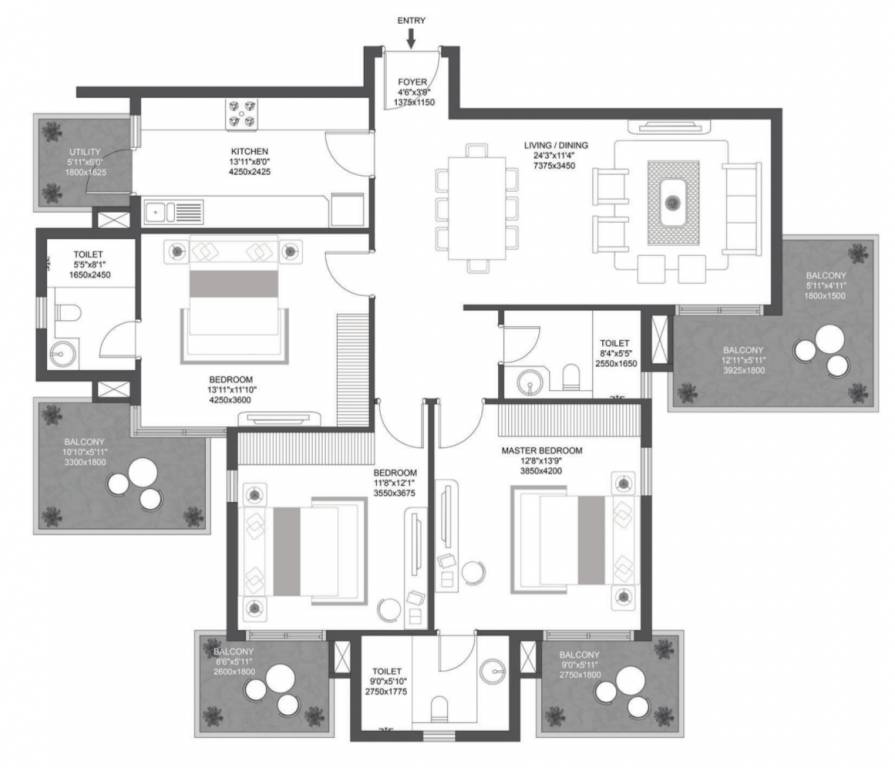 ENTRY
FOYER
4'6"x3'9"
1375x1150
UTILITY
5'11"x6'0"
1800x1825
KITCHEN
13'11"x8'0"
4250x2425
LIVING / DINING
24'3"x11'4"
7375x3450
TOILET
5'5"x8'1"
1650x2450
BALCONY
5'11"x4'11"
1800x1500
BEDROOM
13'11"x11'10"
4250x3600
TOILET
8'4"x5'5"
2550x1650
BALCONY
12'11"x5'11"
3925x1800
BALCONY
10'10"x5'11"
3300x1800
BEDROOM
11'8"x12'1"
3550x3675
MASTER BEDROOM
12'8"x13'9"
3850x4200
BALCONY
8'6"x5'11"
2600x1800
TOILET
9'0"x5'10"
2750x1775
BALCONY
9'0"x5'11"
2750x1800